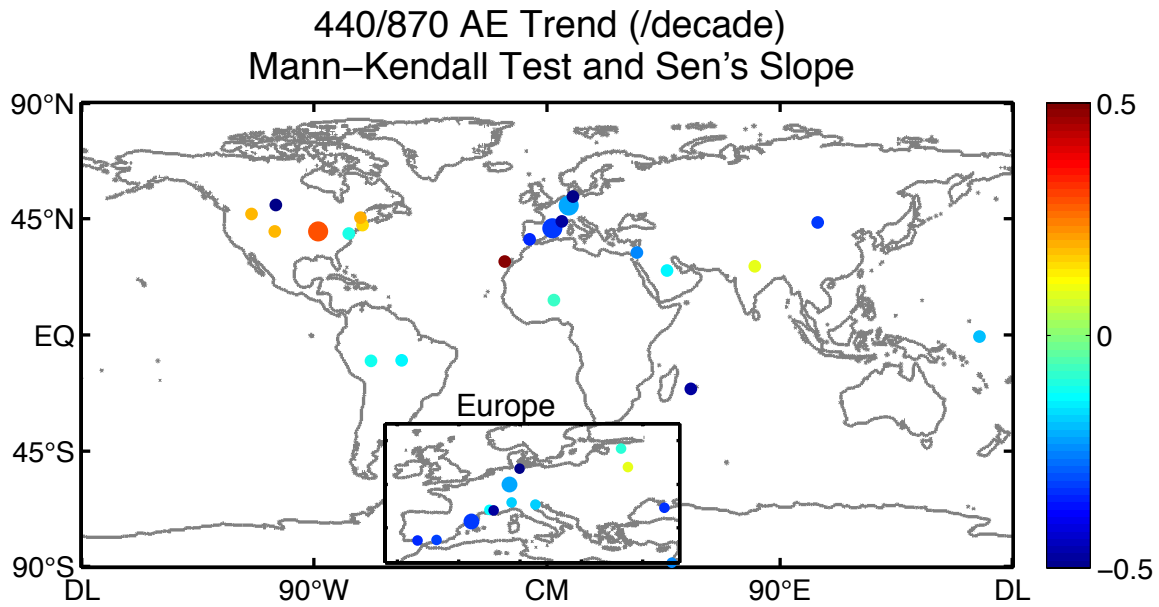 440/870 AE Trend (/decade)
Mann−Kendall Test and Sen's Slope
90°N
45°N
EQ
45°S
90°S
DL
90°W
CM
90°E
DL
Europe
0.5
0
−0.5